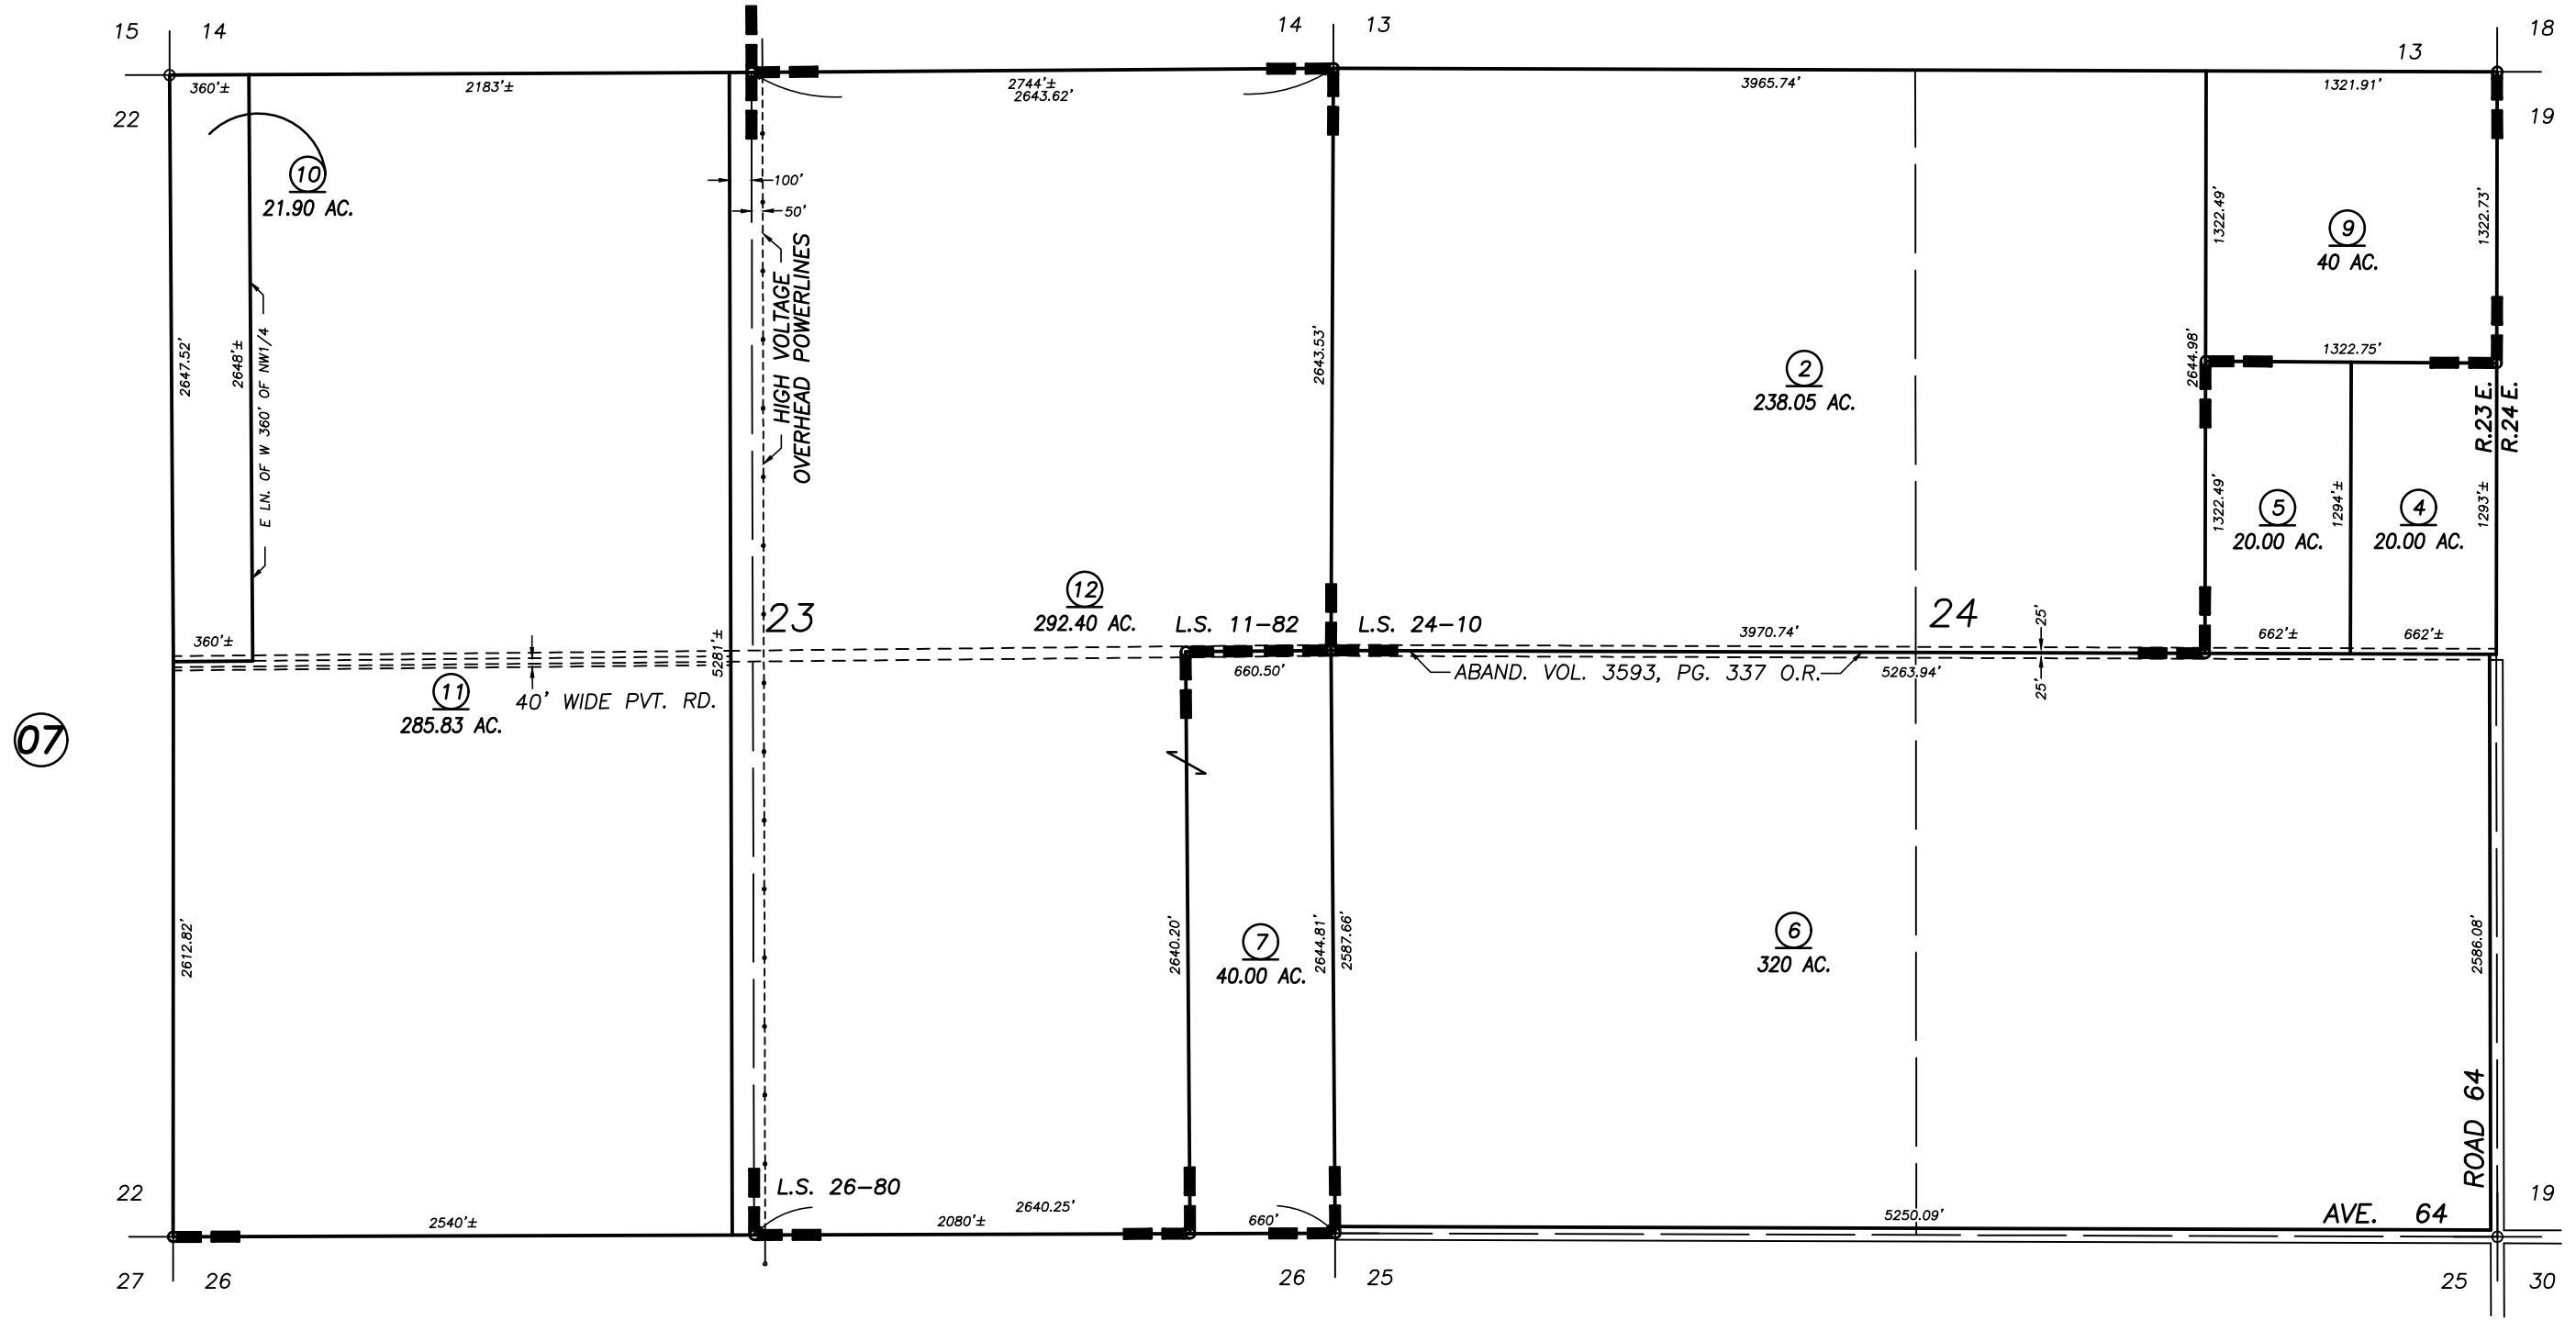 15 14
14 13
13
18
22
19
360'±
2183'±
2744'±
2643.62'
3965.74'
1321.91'
10
21.90 AC.
100'
50'
HIGH VOLTAGE
OVERHEAD POWERLINES
2647.52'
2648'±
E LN. OF W 360' OF NW1/4
2643.53'
2
238.05 AC.
1322.49'
1322.73'
9
40 AC.
2644.98'
1322.75'
R.23 E.
R.24 E.
1322.49'
5
20.00 AC.
1294'±
4
20.00 AC.
1293'±
12
292.40 AC.
23
24
L.S. 11-82
L.S. 24-10
3970.74'
25'
662'±
662'±
360'±
5281'±
660.50'
ABAND. VOL. 3593, PG. 337 O.R.
5263.94'
25'
11
285.83 AC.
40' WIDE PVT. RD.
07
2612.82'
2640.20'
7
40.00 AC.
2644.81'
2587.66'
6
320 AC.
2586.08'
ROAD 64
L.S. 26-80
22
19
2540'±
2080'±
2640.25'
660'
5250.09'
AVE. 64
27 26
26 25
25 30